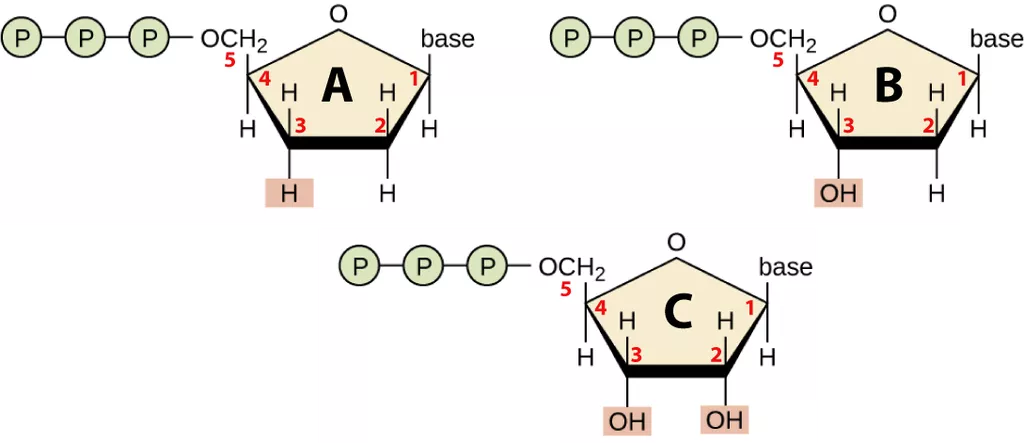 O O
P P P OCH2 base P P P OCH2 base
5 4 A 1 5 4 B 1
H H H H
H 3 2 H H 3 2 H
H H OH H
O
P P P OCH2 base
5 4 C 1
H H
H 3 2 H
OH OH